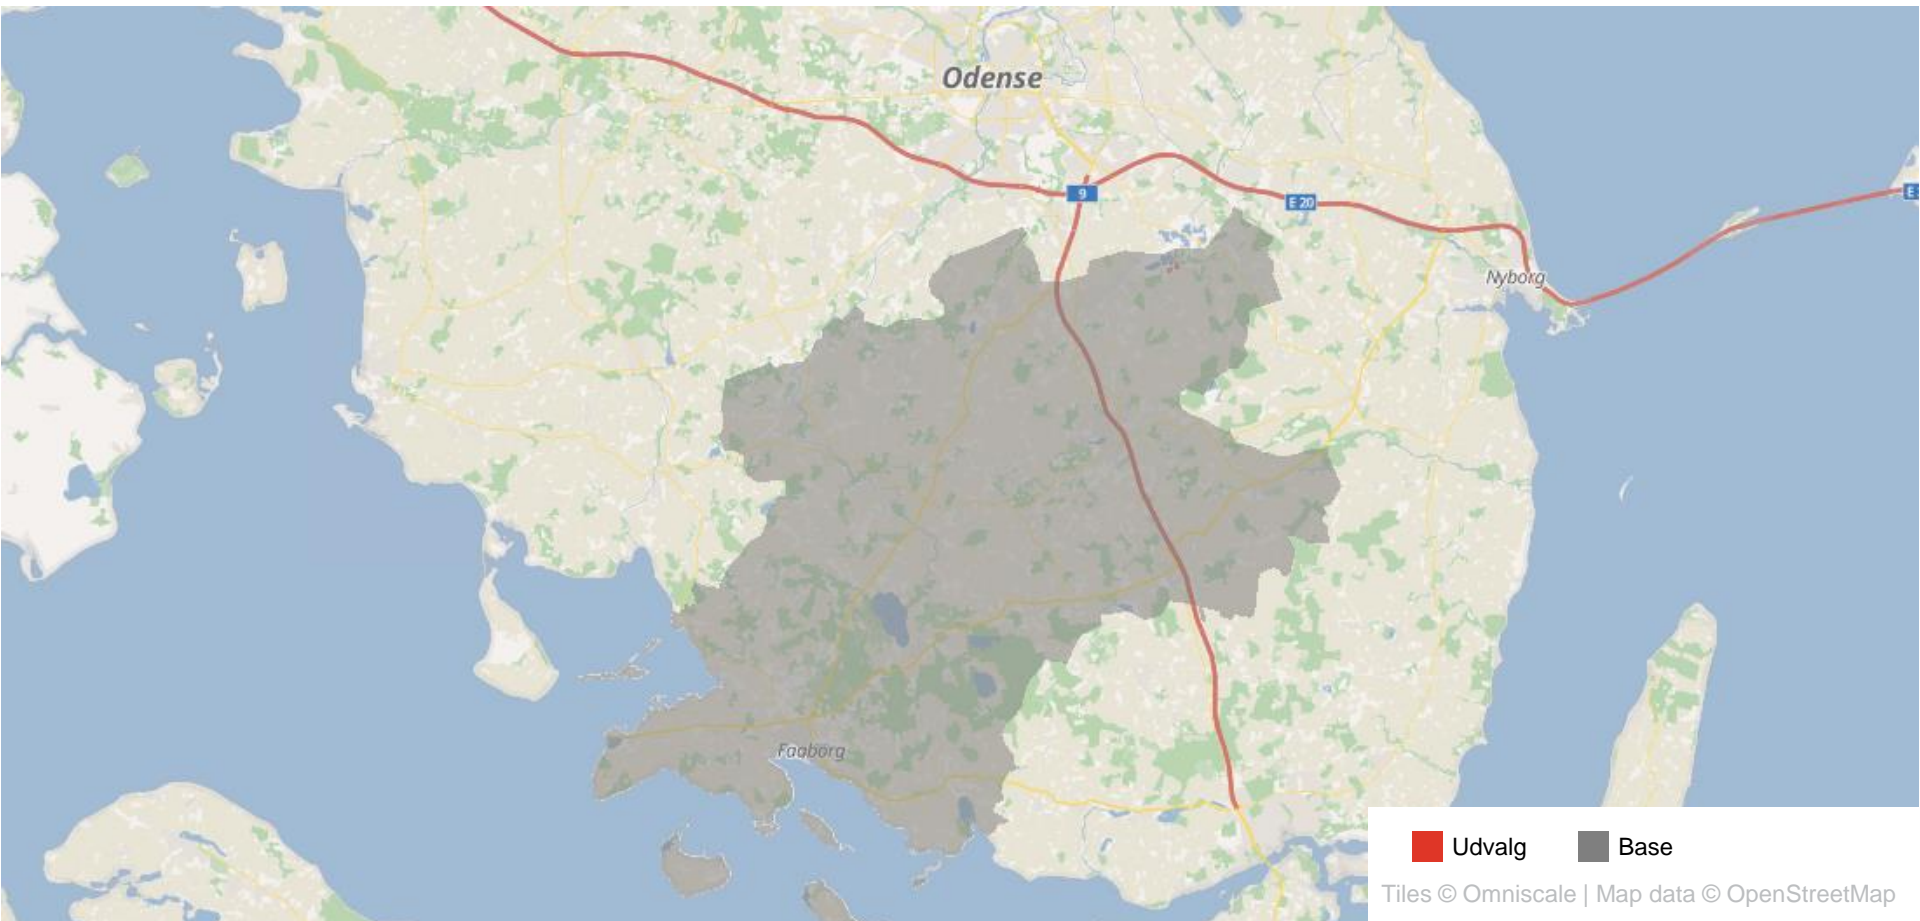 Odense
9
E 20
E
Nyborg
Faaborg
Udvalg
Base
Tiles © Omniscale | Map data © OpenStreetMap